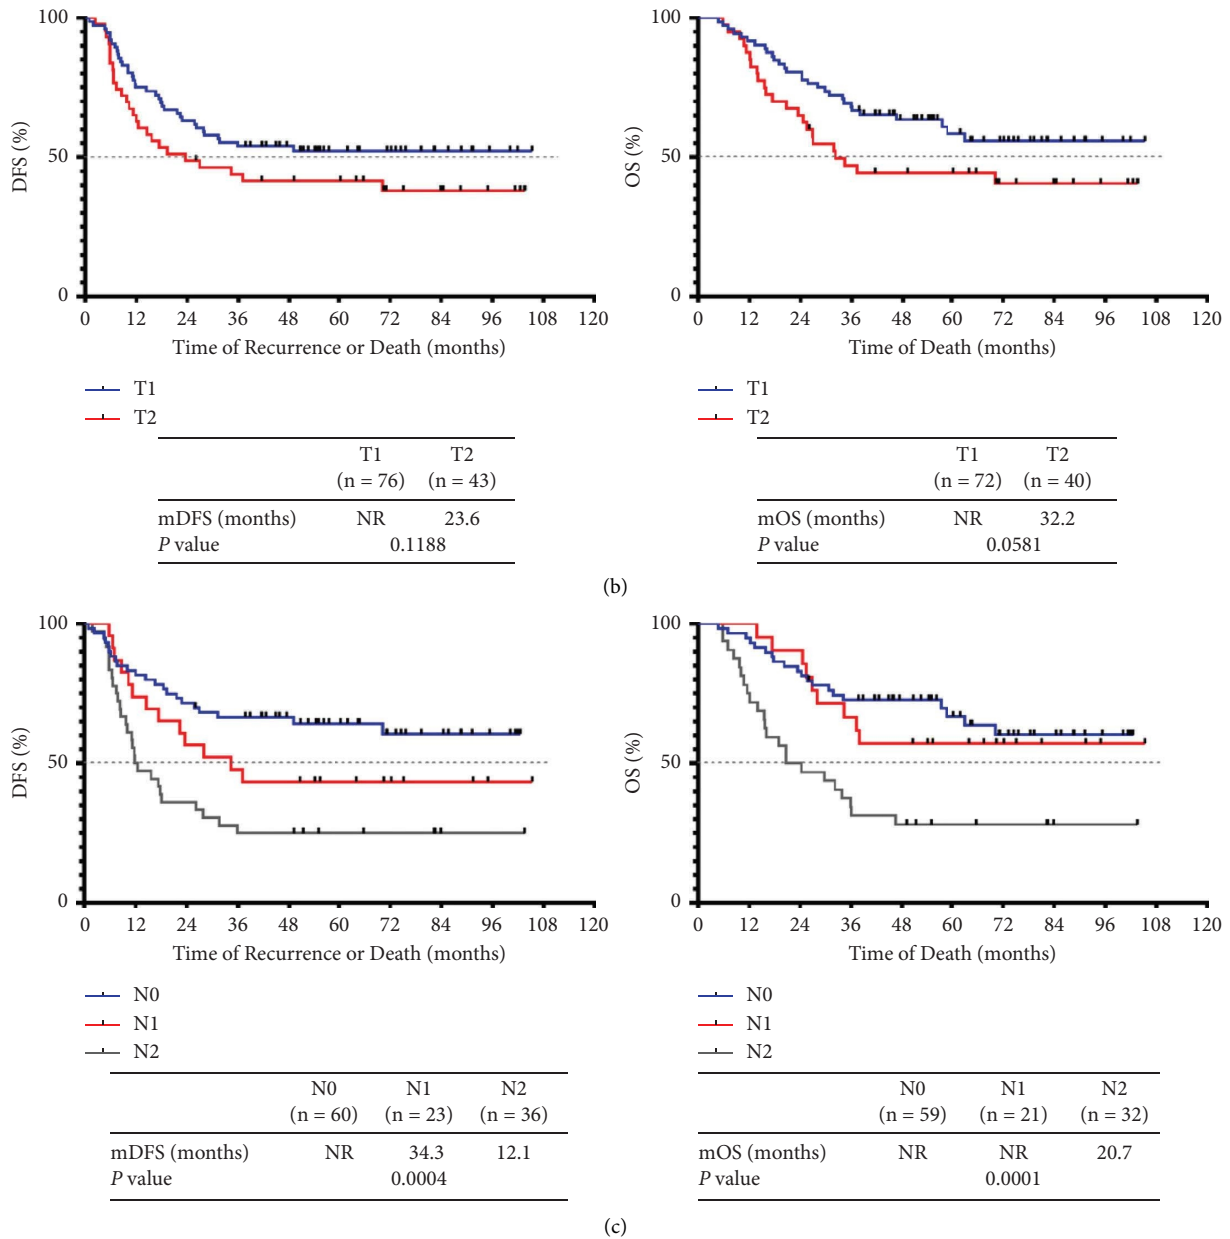 100
50
0
DFS (%)
0 12 24 36 48 60 72 84 96 108 120
Time of Recurrence or Death (months)
T1
T2
T1 T2
(n = 76) (n = 43)
mDFS (months) NR 23.6
P value 0.1188
100
50
0
OS (%)
0 12 24 36 48 60 72 84 96 108 120
Time of Death (months)
T1
T2
T1 T2
(n = 72) (n = 40)
mOS (months) NR 32.2
P value 0.0581
(b)
100
50
0
DFS (%)
0 12 24 36 48 60 72 84 96 108 120
Time of Recurrence or Death (months)
N0
N1
N2
N0 N1 N2
(n = 60) (n = 23) (n = 36)
mDFS (months) NR 34.3 12.1
P value 0.0004
100
50
0
OS (%)
0 12 24 36 48 60 72 84 96 108 120
Time of Death (months)
N0
N1
N2
N0 N1 N2
(n = 59) (n = 21) (n = 32)
mOS (months) NR NR 20.7
P value 0.0001
(c)